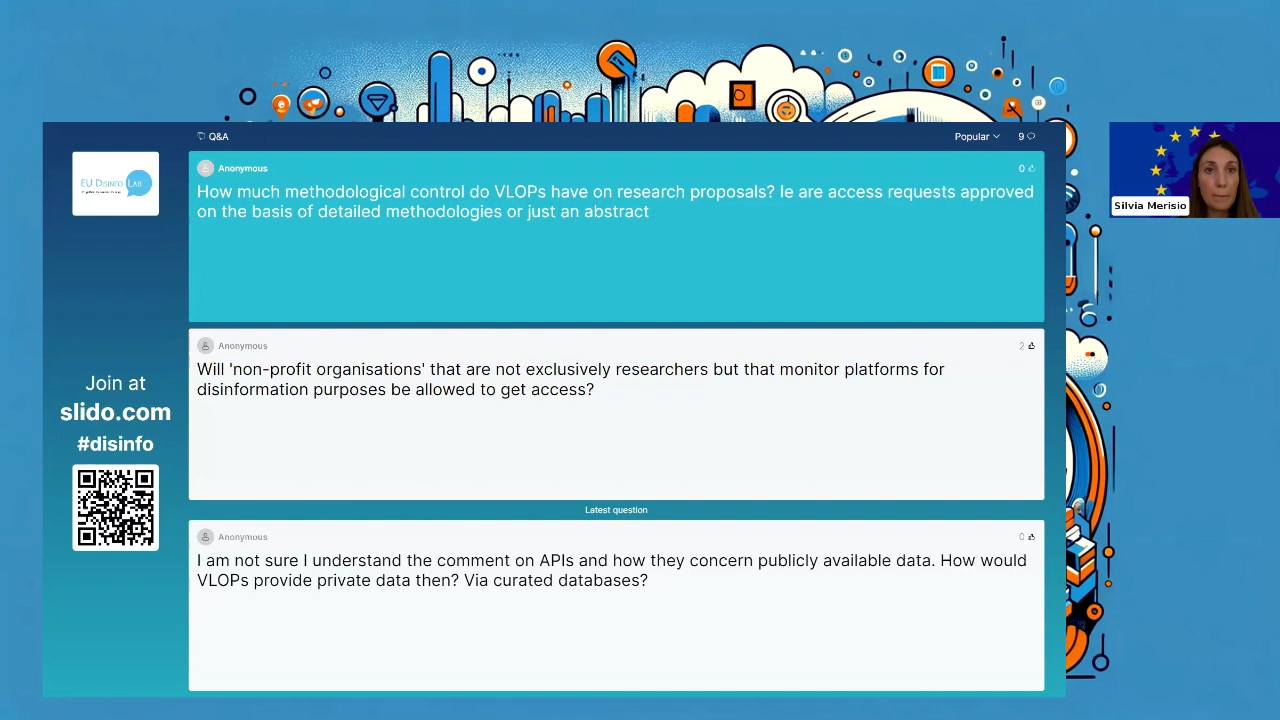 Q&A
Popular
9
EU DISINFO LAB
Anonymous
0
How much methodological control do VLOPs have on research proposals? Ie are access requests approved
on the basis of detailed methodologies or just an abstract
Silvia Merisio
Anonymous
2
Will 'non-profit organisations' that are not exclusively researchers but that monitor platforms for
disinformation purposes be allowed to get access?
Join at
slido.com
#disinfo
Latest question
Anonymous
0
I am not sure I understand the comment on APIs and how they concern publicly available data. How would
VLOPs provide private data then? Via curated databases?